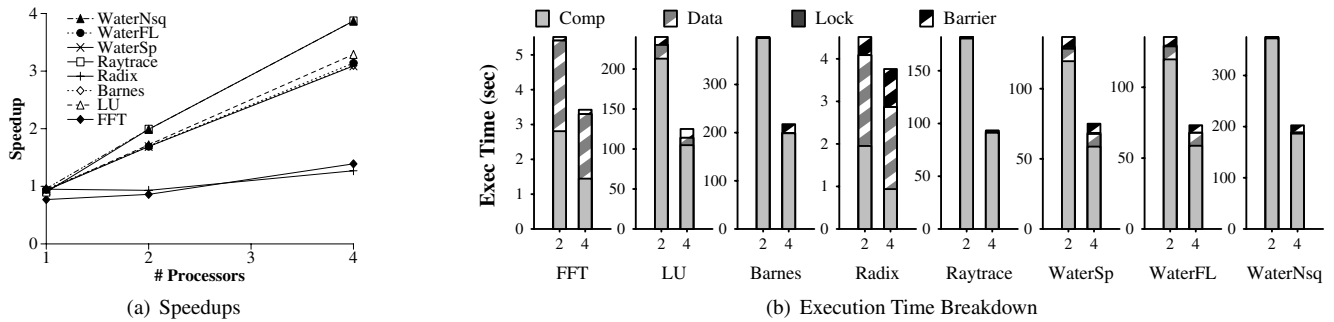 4
3
2
1
0
Speedup
WaterNsq
WaterFL
WaterSp
Raytrace
Radix
Barnes
LU
FFT
1 2 3 4
# Processors
(a) Speedups
Comp Data Lock Barrier
Exec Time (sec)
5
4
3
2
1
0
2 4
FFT
200
150
100
50
0
2 4
LU
300
200
100
0
2 4
Barnes
4
3
2
1
0
2 4
Radix
150
100
50
0
2 4
Raytrace
100
50
0
2 4
WaterSp
100
50
0
2 4
WaterFL
300
200
100
0
2 4
WaterNsq
(b) Execution Time Breakdown